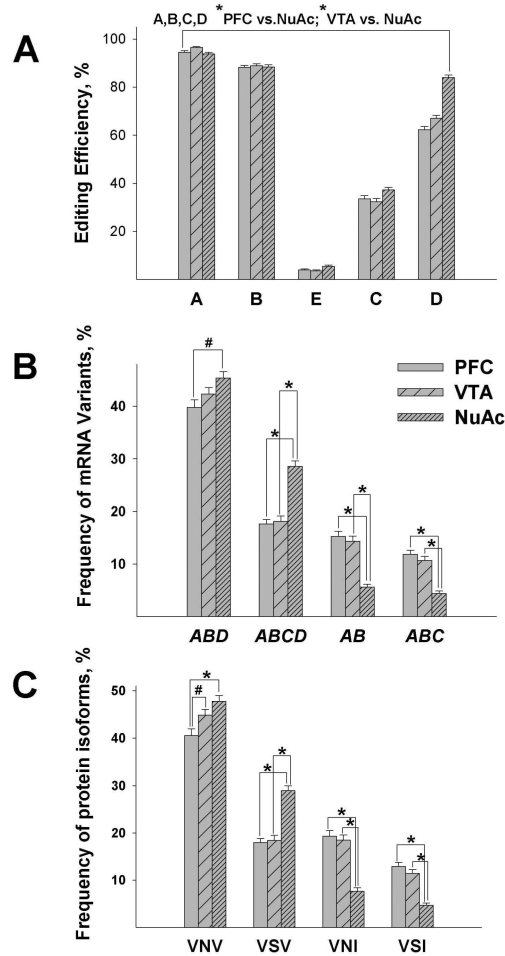 A
A,B,C,D *PFC vs.NuAc; *VTA vs. NuAc
Editing Efficiency, %
100
80
60
40
20
A B E C D
B
Frequency of mRNA Variants, %
40
30
20
10
#
*
*
*
*
*
*
PFC
VTA
NuAc
ABD ABCD AB ABC
C
Frequency of protein isoforms, %
50
40
30
20
10
*
#
*
*
*
*
*
*
VNV VSV VNI VSI